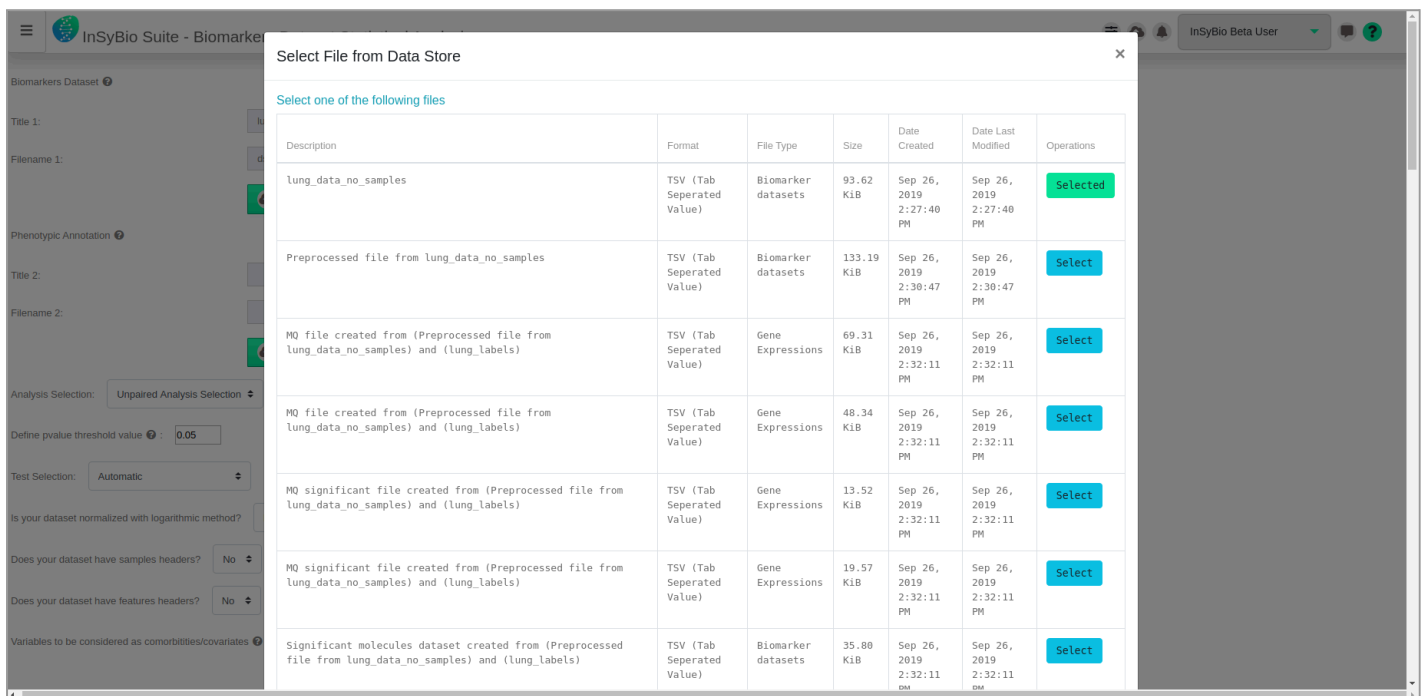 InSyBio Suite - Biomarker
InSyBio Beta User
?
Select File from Data Store
×
Biomarkers Dataset ?
Title 1:
lu
Filename 1:
d
Phenotypic Annotation ?
Title 2:
Filename 2:
Analysis Selection: Unpaired Analysis Selection
Define pvalue threshold value ? : 0.05
Test Selection: Automatic
Is your dataset normalized with logarithmic method?
Does your dataset have samples headers? No
Does your dataset have features headers? No
Variables to be considered as comorbitities/covariates ?
Select one of the following files
Description
Format
File Type
Size
Date
Created
Date Last
Modified
Operations
lung_data_no_samples
TSV (Tab
Seperated
Value)
Biomarker
datasets
93.62
KiB
Sep 26,
2019
2:27:40
PM
Sep 26,
2019
2:27:40
PM
Selected
Preprocessed file from lung_data_no_samples
TSV (Tab
Seperated
Value)
Biomarker
datasets
133.19
KiB
Sep 26,
2019
2:30:47
PM
Sep 26,
2019
2:30:47
PM
Select
MQ file created from (Preprocessed file from
lung_data_no_samples) and (lung_labels)
TSV (Tab
Seperated
Value)
Gene
Expressions
69.31
KiB
Sep 26,
2019
2:32:11
PM
Sep 26,
2019
2:32:11
PM
Select
MQ file created from (Preprocessed file from
lung_data_no_samples) and (lung_labels)
TSV (Tab
Seperated
Value)
Gene
Expressions
48.34
KiB
Sep 26,
2019
2:32:11
PM
Sep 26,
2019
2:32:11
PM
Select
MQ significant file created from (Preprocessed file from
lung_data_no_samples) and (lung_labels)
TSV (Tab
Seperated
Value)
Gene
Expressions
13.52
KiB
Sep 26,
2019
2:32:11
PM
Sep 26,
2019
2:32:11
PM
Select
MQ significant file created from (Preprocessed file from
lung_data_no_samples) and (lung_labels)
TSV (Tab
Seperated
Value)
Gene
Expressions
19.57
KiB
Sep 26,
2019
2:32:11
PM
Sep 26,
2019
2:32:11
PM
Select
Significant molecules dataset created from (Preprocessed
file from lung_data_no_samples) and (lung_labels)
TSV (Tab
Seperated
Value)
Biomarker
datasets
35.80
KiB
Sep 26,
2019
2:32:11
PM
Sep 26,
2019
2:32:11
PM
Select